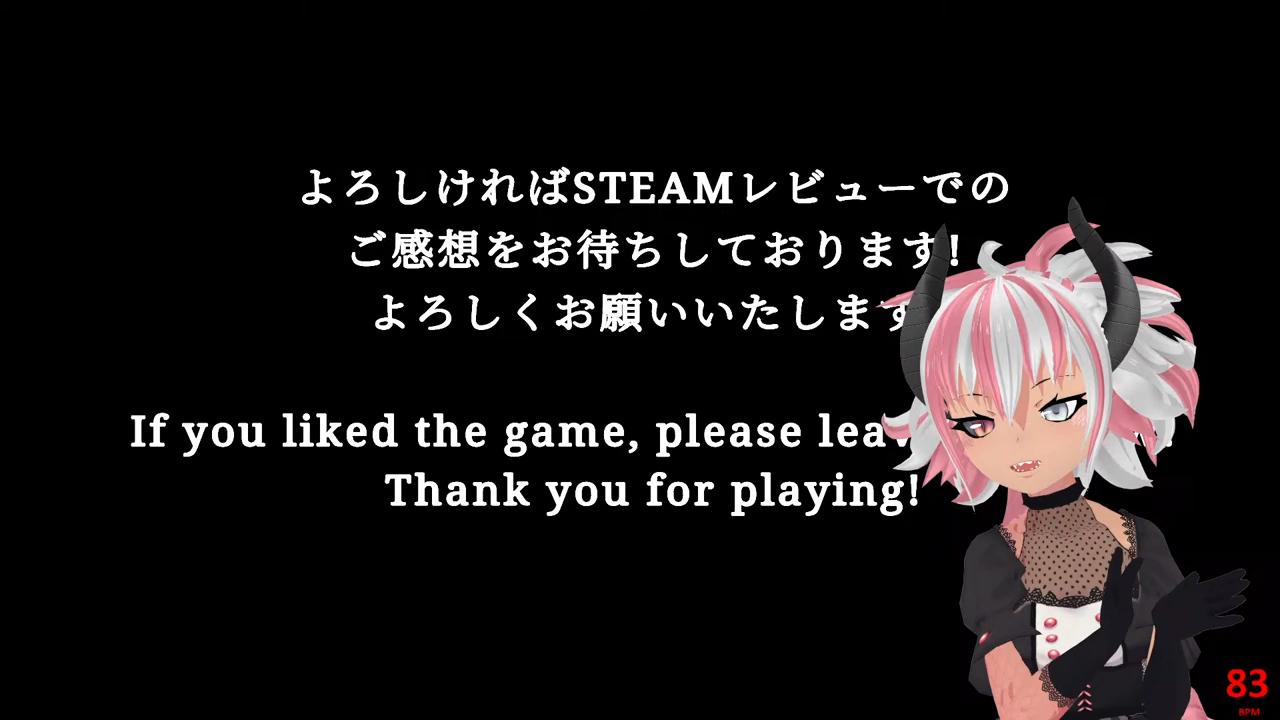 よろしければSTEAMレビューでの
ご感想をお待ちしております!
よろしくお願いいたします
If you liked the game, please
Thank you for playing!
83
BPM